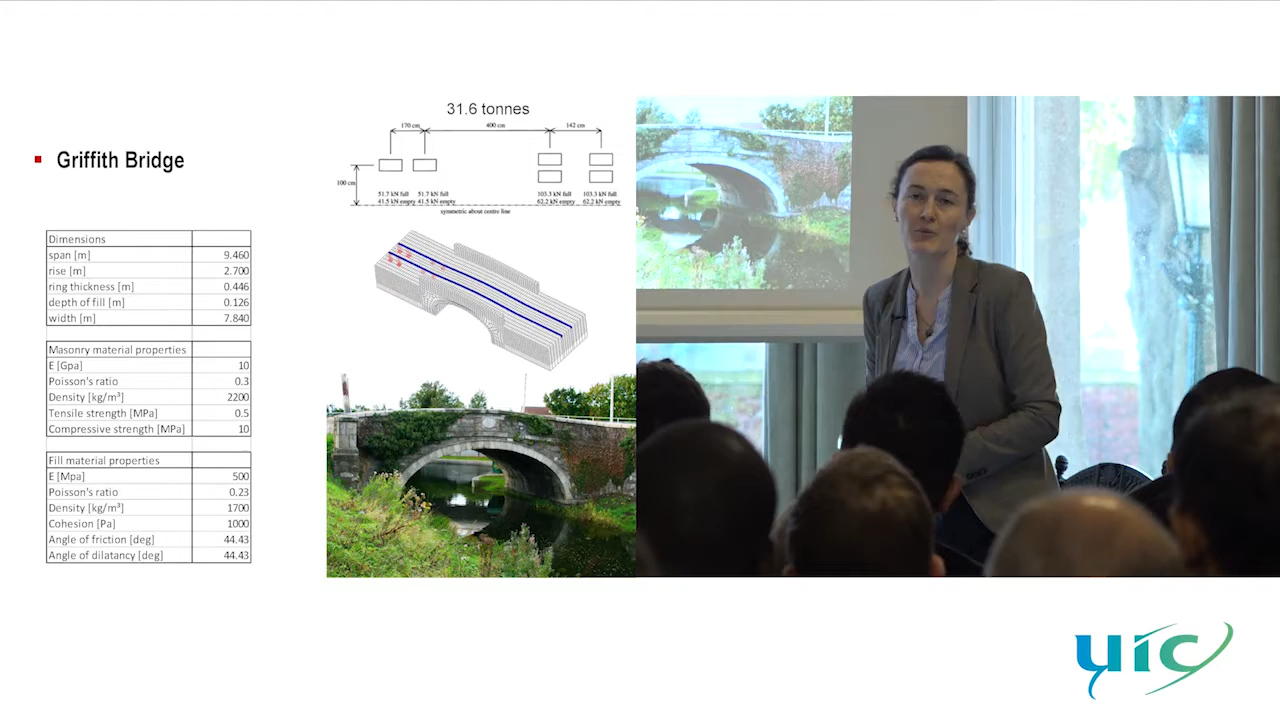 31.6 tonnes
170 cm 400 cm 142 cm
Griffith Bridge
100 cm
51.7 kN full 51.7 kN full 103.3 kN full 103.3 kN full
41.5 kN empty 41.5 kN empty 62.2 kN empty 62.2 kN empty
symmetric about centre line
Dimensions
span [m] 9.460
rise [m] 2.700
ring thickness [m] 0.446
depth of fill [m] 0.126
width [m] 7.840
Masonry material properties
E [Gpa] 10
Poisson's ratio 0.3
Density [kg/m³] 2200
Tensile strength [MPa] 0.5
Compressive strength [MPa] 10
Fill material properties
E [Mpa] 500
Poisson's ratio 0.23
Density [kg/m³] 1700
Cohesion [Pa] 1000
Angle of friction [deg] 44.43
Angle of dilatancy [deg] 44.43
uic